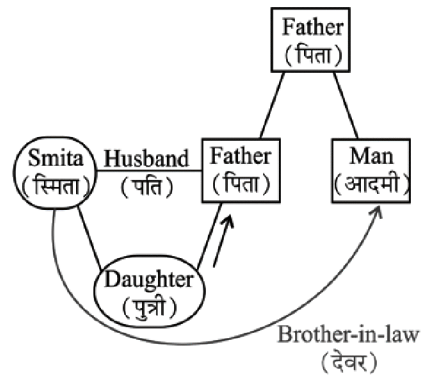 Father
(पिता)
Smita
(स्मिता)
Husband
(पति)
Father
(पिता)
Man
(आदमी)
Daughter
(पुत्री)
Brother-in-law
(देवर)